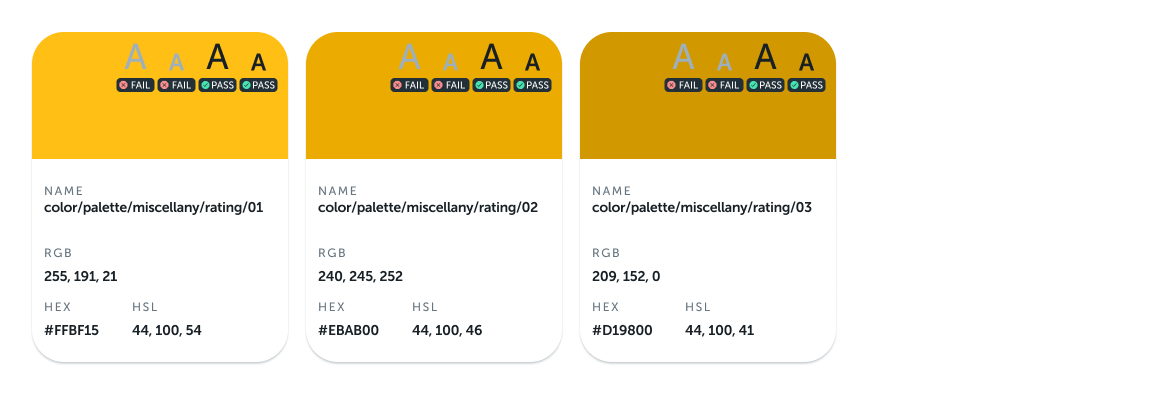 A A A A
FAIL FAIL PASS PASS
NAME
color/palette/miscellany/rating/01
RGB
255, 191, 21
HEX HSL
#FFBF15 44, 100, 54
A A A A
FAIL FAIL PASS PASS
NAME
color/palette/miscellany/rating/02
RGB
240, 245, 252
HEX HSL
#EBAB00 44, 100, 46
A A A A
FAIL FAIL PASS PASS
NAME
color/palette/miscellany/rating/03
RGB
209, 152, 0
HEX HSL
#D19800 44, 100, 41